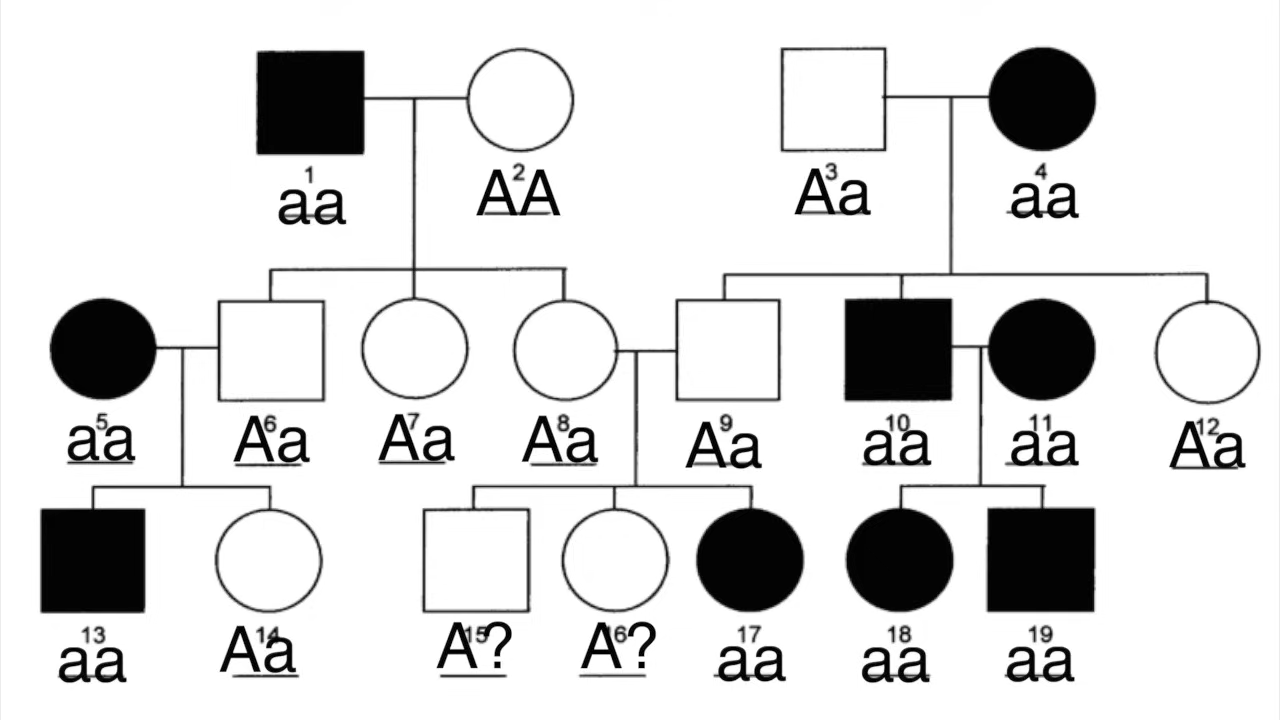 1 2 3 4
aa AA Aa aa
5 6 7 8 9 10 11 12
aa Aa Aa Aa Aa aa aa Aa
13 14 15 16 17 18 19
aa Aa A? A? aa aa aa